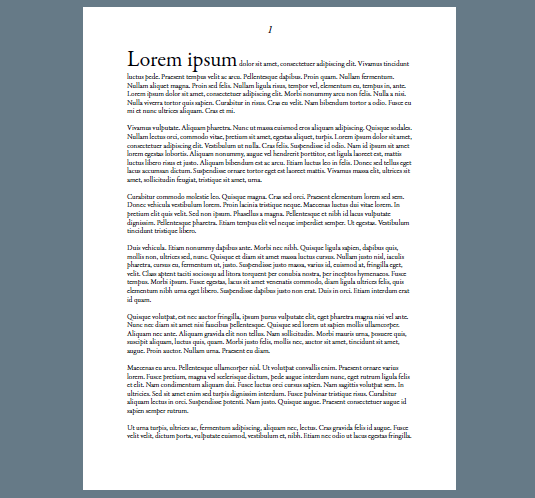 1
Lorem ipsum dolor sit amet, consectetuer adipiscing elit. Vivamus tincidunt
luctus pede. Praesent tempus velit ac arcu. Pellentesque dapibus. Proin quam. Nullam fermentum.
Nullam aliquet magna. Proin sed felis. Nullam ligula risus, tempor vel, elementum eu, tempus in, ante.
Lorem ipsum dolor sit amet, consectetuer adipiscing elit. Morbi nonummy arcu non felis. Nulla a nisi.
Nulla viverra tortor quis sapien. Curabitur in risus. Cras eu velit. Nam bibendum tortor a odio. Fusce eu
mi et nunc ultrices aliquam. Cras et mi.
Vivamus vulputate. Aliquam pharetra. Nunc ut massa euismod eros aliquam adipiscing. Quisque sodales.
Nullam lectus orci, commodo vitae, pretium sit amet, egestas aliquet, turpis. Lorem ipsum dolor sit amet,
consectetuer adipiscing elit. Vestibulum ut nulla. Cras felis. Suspendisse id odio. Nam id ipsum sit amet
lorem egestas lobortis. Aliquam nonummy, augue vel hendrerit porttitor, est ligula laoreet est, mattis
luctus libero risus et justo. Aliquam bibendum est ac arcu. Etiam luctus leo in felis. Donec sed tellus eget
lacus accumsan dictum. Suspendisse ornare tortor eget est laoreet mattis. Vivamus massa elit, ultrices sit
amet, sollicitudin feugiat, tristique sit amet, urna.
Curabitur commodo molestie leo. Quisque magna. Cras sed orci. Praesent elementum lorem sed sem.
Donec vehicula vestibulum lorem. Proin lacinia tristique neque. Maecenas luctus dui vitae lorem. In
pretium elit quis velit. Sed non ipsum. Phasellus a magna. Pellentesque et nibh id lacus vulputate
dignissim. Pellentesque pharetra. Etiam tempus elit vel neque imperdiet semper. Ut egestas. Vestibulum
tincidunt tristique libero.
Duis vehicula. Etiam nonummy dapibus ante. Morbi nec nibh. Quisque ligula sapien, dapibus quis,
mollis non, ultrices sed, nunc. Quisque et diam sit amet massa luctus cursus. Nullam justo nisl, iaculis
pharetra, cursus eu, fermentum ut, justo. Suspendisse justo massa, varius id, euismod at, fringilla eget,
velit. Class aptent taciti sociosqu ad litora torquent per conubia nostra, per inceptos hymenaeos. Fusce
tempus. Morbi ipsum. Fusce egestas, lacus sit amet venenatis commodo, diam ligula ultrices felis, quis
elementum nibh urna eget libero. Suspendisse dapibus justo non erat. Duis in orci. Etiam interdum erat
id quam.
Quisque volutpat, est nec auctor fringilla, ipsum purus vulputate elit, eget pharetra magna nisi vel ante.
Nunc nec diam sit amet nisi faucibus pellentesque. Quisque sed lorem ut sapien mollis ullamcorper.
Aliquam nec ante. Aliquam gravida elit non tellus. Nam sollicitudin. Morbi mauris urna, posuere quis,
suscipit aliquam, luctus quis, quam. Morbi justo felis, mollis nec, auctor sit amet, tincidunt sit amet,
augue. Proin auctor. Nullam urna. Praesent eu diam.
Maecenas eu arcu. Pellentesque ullamcorper nisl. Ut volutpat convallis enim. Praesent ornare varius
lorem. Fusce pretium, magna vel scelerisque dictum, pede augue interdum nunc, eget rutrum ligula felis
et elit. Nam condimentum aliquam dui. Fusce luctus orci cursus sapien. Nam sagittis volutpat sem. In
ultricies. Sed sit amet enim sed turpis dignissim interdum. Fusce pulvinar tristique risus. Curabitur
aliquam lectus in orci. Suspendisse potenti. Nam justo. Quisque augue. Praesent consectetuer augue id
sapien semper rutrum.
Ut urna turpis, ultrices ac, fermentum adipiscing, aliquam nec, lectus. Cras gravida felis id augue. Fusce
velit velit, dictum porta, vulputate euismod, vestibulum et, nibh. Etiam nec odio ut lacus egestas fringilla.